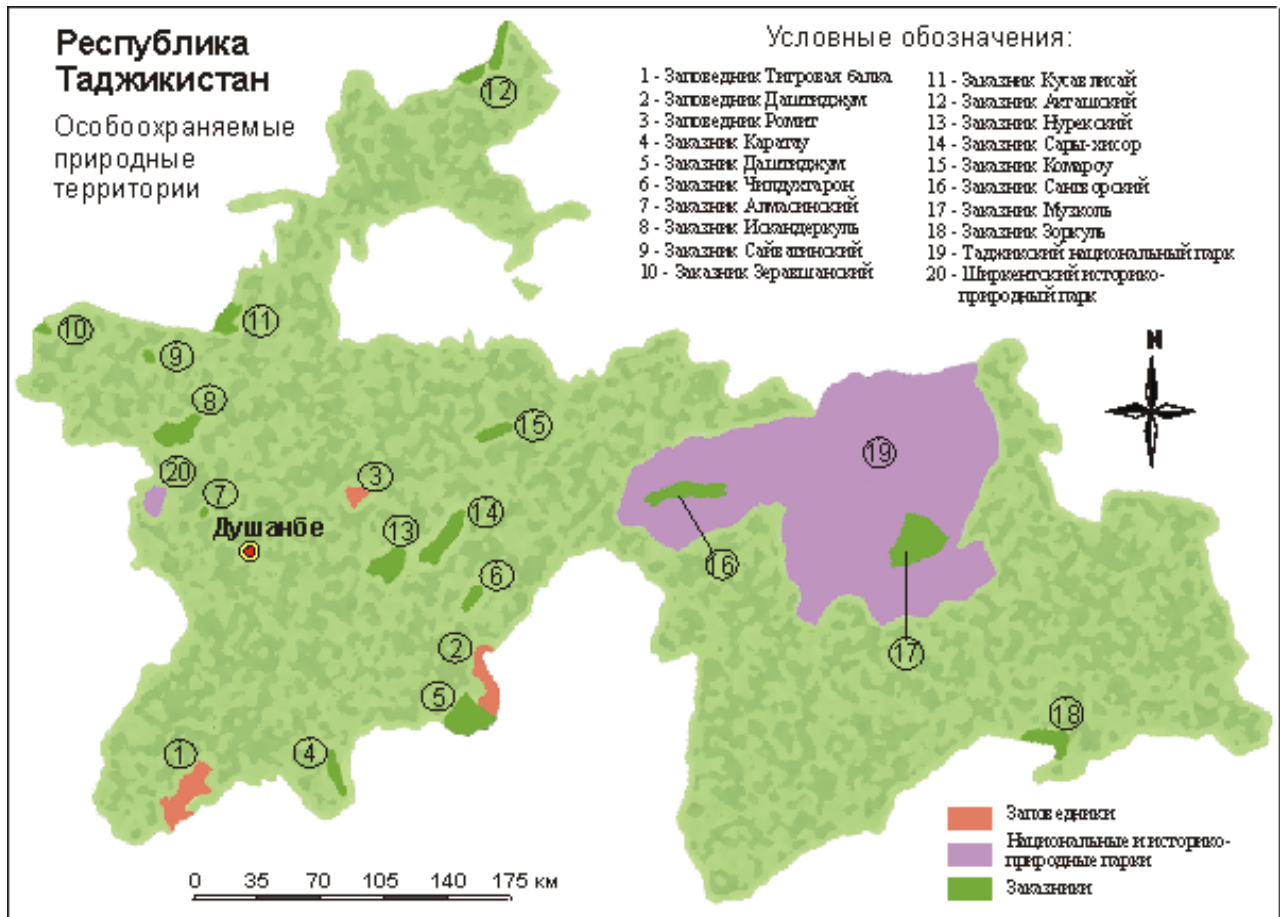 Республика
Таджикистан
Особоохраняемые
природные
территории
Условные обозначения:
1 - Заповедник Тигровая балка
2 - Заповедник Даштиджум
3 - Заповедник Ромит
4 - Заказник Каратау
5 - Заказник Даштиджум
6 - Заказник Чилдухтарон
7 - Заказник Алмасинский
8 - Заказник Искандеркуль
9 - Заказник Сайватинский
10 - Заказник Зеравшанский
11 - Заказник Кусавлисай
12 - Заказник Акташский
13 - Заказник Нурекский
14 - Заказник Сары-хисор
15 - Заказник Комароу
16 - Заказник Сангворский
17 - Заказник Музколь
18 - Заказник Зоркуль
19 - Таджикский национальный парк
20 - Ширкентский историко-
природный парк
N
12
11
10
9
8
20
7
3
15
19
Душанбе
13
14
16
6
2
17
5
18
1
4
Заповедники
Национальные и историко-
природные парки
Заказники
0 35 70 105 140 175 км